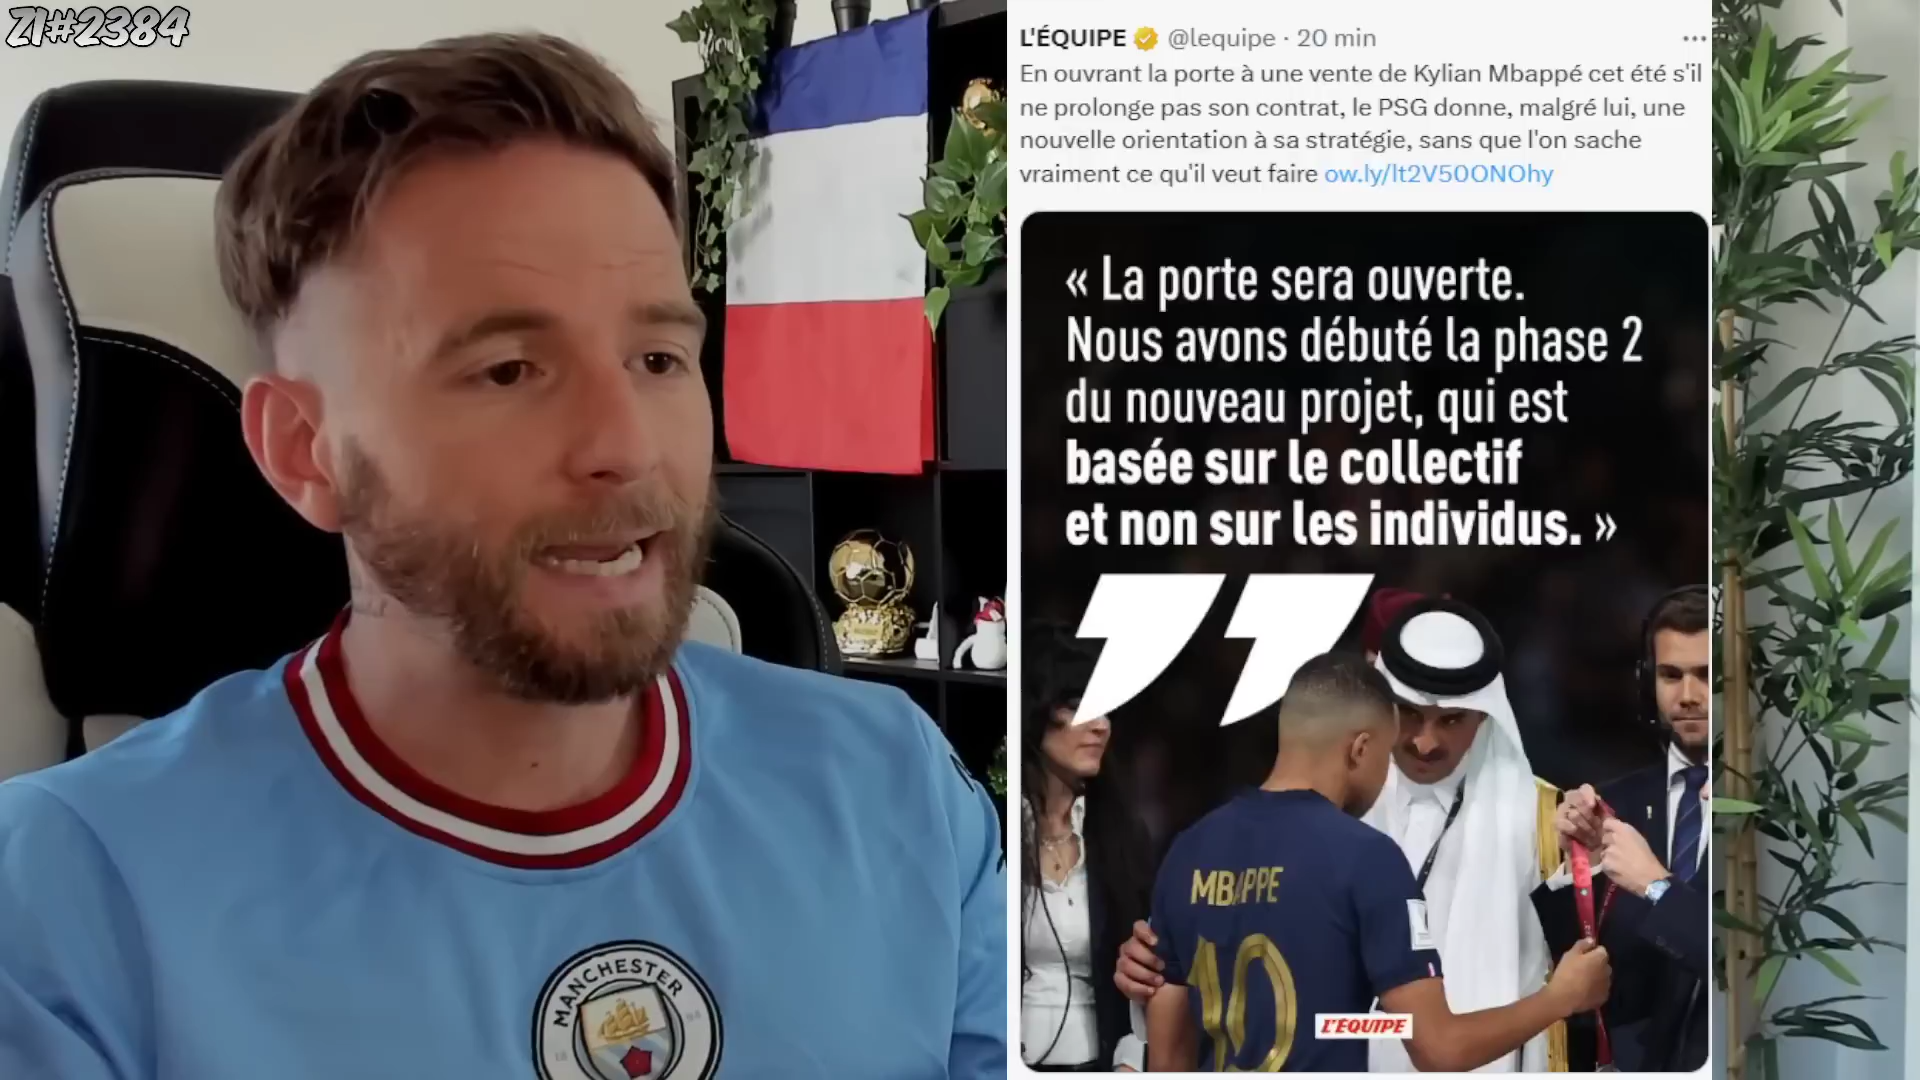 ZI#2384
L'ÉQUIPE @lequipe · 20 min
En ouvrant la porte à une vente de Kylian Mbappé cet été s'il
ne prolonge pas son contrat, le PSG donne, malgré lui, une
nouvelle orientation à sa stratégie, sans que l'on sache
vraiment ce qu'il veut faire ow.ly/lt2V50ONOhy
« La porte sera ouverte.
Nous avons débuté la phase 2
du nouveau projet, qui est
basée sur le collectif
et non sur les individus. »
MBAPPE
10
L'ÉQUIPE
MANCHESTER
18 94